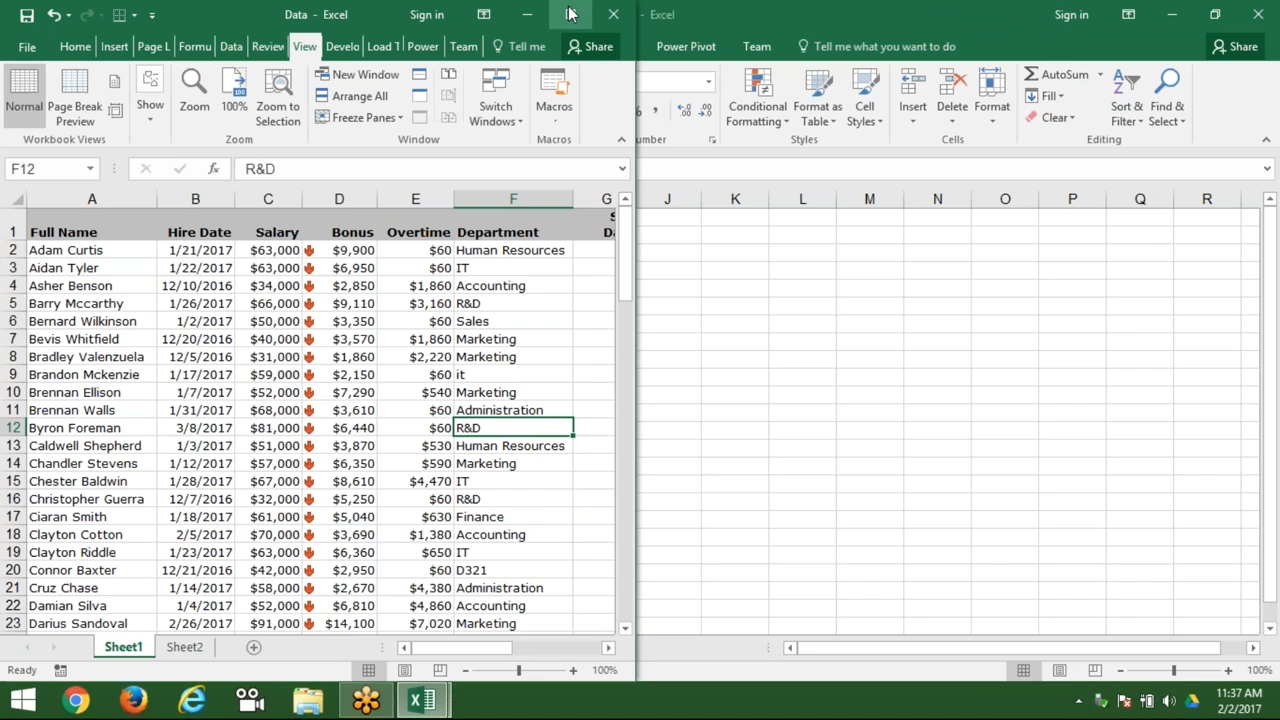 Data - Excel Sign in
File Home Insert Page L Formu Data Review View Develo Load T Power Team Tell me Share
Normal Page Break Preview Show Zoom 100% Zoom to Selection New Window Arrange All Freeze Panes Switch Windows Macros
Workbook Views Zoom Window Macros
F12 R&D
A B C D E F G
1 Full Name Hire Date Salary Bonus Overtime Department
2 Adam Curtis 1/21/2017 $63,000 $9,900 $60 Human Resources
3 Aidan Tyler 1/22/2017 $63,000 $6,950 $60 IT
4 Asher Benson 12/10/2016 $34,000 $2,850 $1,860 Accounting
5 Barry Mccarthy 1/26/2017 $66,000 $9,110 $3,160 R&D
6 Bernard Wilkinson 1/2/2017 $50,000 $3,350 $60 Sales
7 Bevis Whitfield 12/20/2016 $40,000 $3,570 $1,860 Marketing
8 Bradley Valenzuela 12/5/2016 $31,000 $1,860 $2,220 Marketing
9 Brandon Mckenzie 1/17/2017 $59,000 $2,150 $60 it
10 Brennan Ellison 1/7/2017 $52,000 $7,290 $540 Marketing
11 Brennan Walls 1/31/2017 $68,000 $3,610 $60 Administration
12 Byron Foreman 3/8/2017 $81,000 $6,440 $60 R&D
13 Caldwell Shepherd 1/3/2017 $51,000 $3,870 $530 Human Resources
14 Chandler Stevens 1/12/2017 $57,000 $6,350 $590 Marketing
15 Chester Baldwin 1/28/2017 $67,000 $8,610 $4,470 IT
16 Christopher Guerra 12/7/2016 $32,000 $5,250 $60 R&D
17 Ciaran Smith 1/18/2017 $61,000 $5,040 $630 Finance
18 Clayton Cotton 2/5/2017 $70,000 $3,690 $1,380 Accounting
19 Clayton Riddle 1/23/2017 $63,000 $6,360 $650 IT
20 Connor Baxter 12/21/2016 $42,000 $2,950 $60 D321
21 Cruz Chase 1/14/2017 $58,000 $2,670 $4,380 Administration
22 Damian Silva 1/4/2017 $52,000 $6,810 $4,860 Accounting
23 Darius Sandoval 2/26/2017 $91,000 $14,100 $7,020 Marketing
Sheet1 Sheet2
Ready 100%
- Excel Sign in
Power Pivot Team Tell me what you want to do Share
Conditional Formatting Format as Table Cell Styles Insert Delete Format AutoSum Fill Clear Sort & Filter Find & Select
umber Styles Cells Editing
J K L M N O P Q R
100%
11:37 AM
2/2/2017